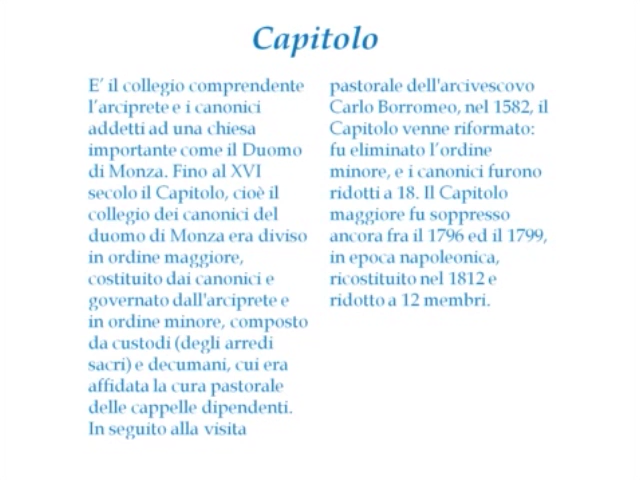 Capitolo
E' il collegio comprendente
l'arciprete e i canonici
addetti ad una chiesa
importante come il Duomo
di Monza. Fino al XVI
secolo il Capitolo, cioè il
collegio dei canonici del
duomo di Monza era diviso
in ordine maggiore,
costituito dai canonici e
governato dall'arciprete e
in ordine minore, composto
da custodi (degli arredi
sacri) e decumani, cui era
affidata la cura pastorale
delle cappelle dipendenti.
In seguito alla visita
pastorale dell'arcivescovo
Carlo Borromeo, nel 1582, il
Capitolo venne riformato:
fu eliminato l'ordine
minore, e i canonici furono
ridotti a 18. Il Capitolo
maggiore fu soppresso
ancora fra il 1796 ed il 1799,
in epoca napoleonica,
ricostituito nel 1812 e
ridotto a 12 membri.